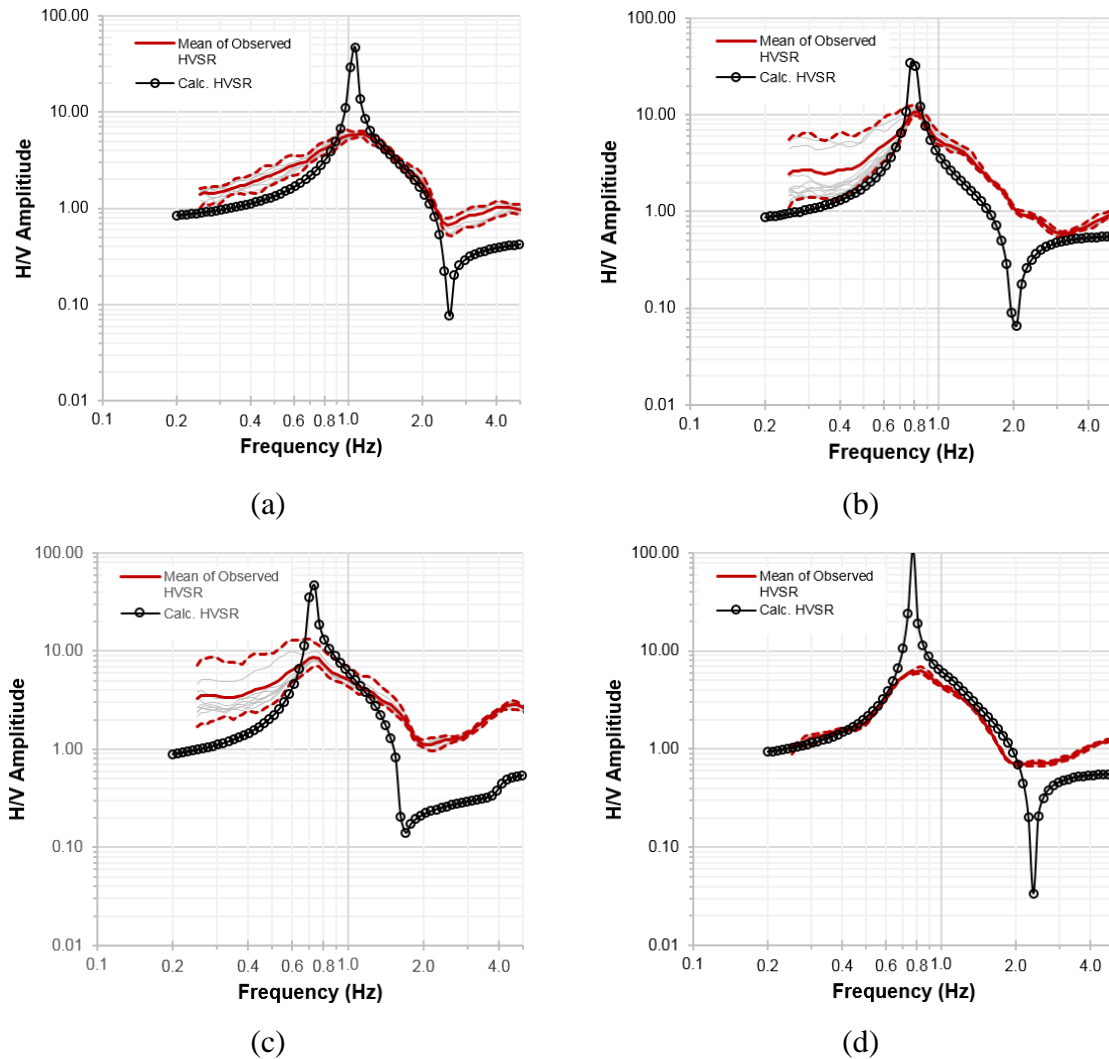 100.00
10.00
1.00
0.10
0.01
H/V Amplitiude
Mean of Observed
HVSR
Calc. HVSR
0.1 0.2 0.4 0.6 0.8 1.0 2.0 4.0
Frequency (Hz)
(a)
100.00
10.00
1.00
0.10
0.01
H/V Amplitiude
Mean of Observed
HVSR
Calc. HVSR
0.1 0.2 0.4 0.6 0.8 1.0 2.0 4.0
Frequency (Hz)
(b)
100.00
10.00
1.00
0.10
0.01
H/V Amplitiude
Mean of Observed
HVSR
Calc. HVSR
0.1 0.2 0.4 0.6 0.8 1.0 2.0 4.0
Frequency (Hz)
(c)
100.00
10.00
1.00
0.10
0.01
H/V Amplitiude
Mean of Observed
HVSR
Calc. HVSR
0.1 0.2 0.4 0.6 0.8 1.0 2.0 4.0
Frequency (Hz)
(d)